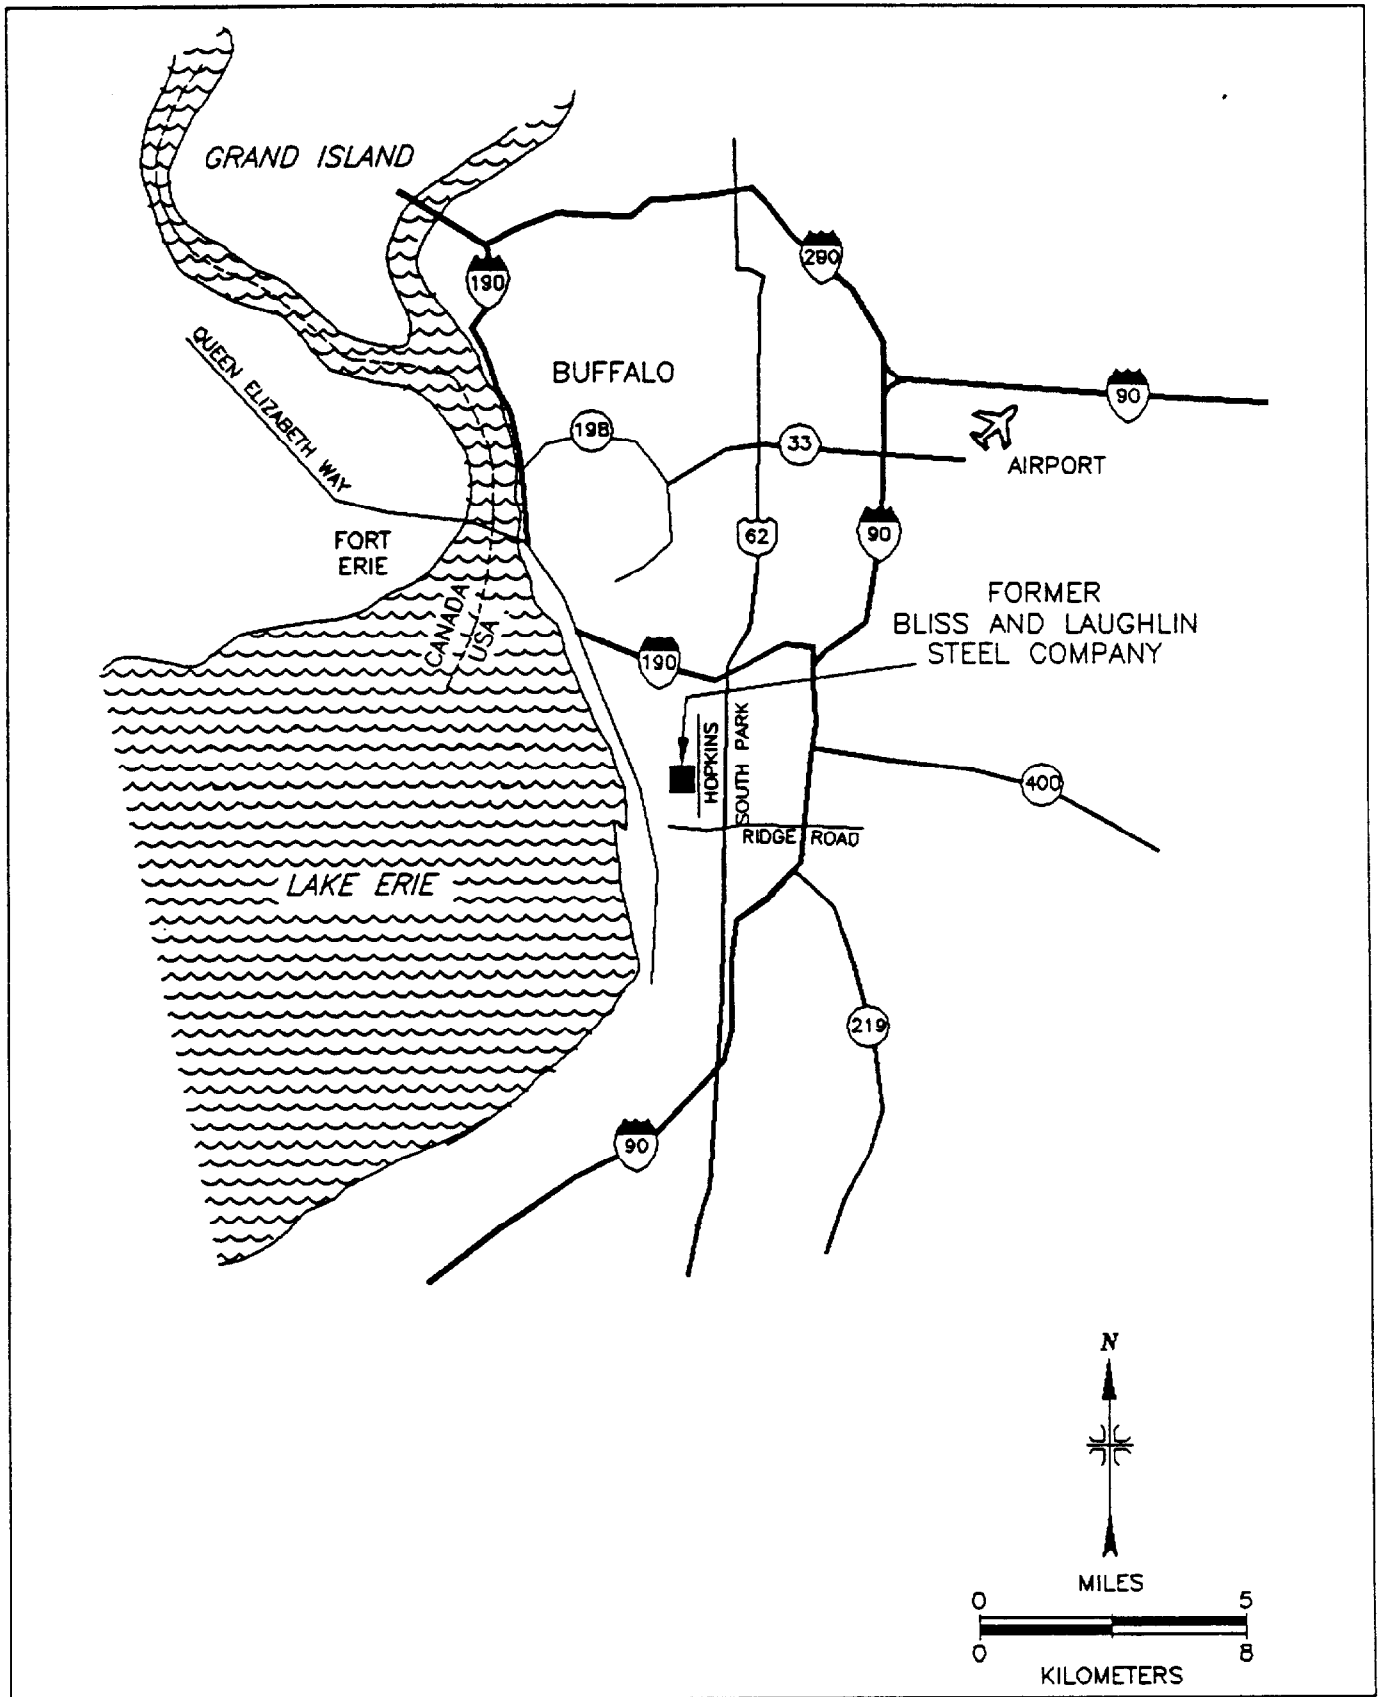 GRAND ISLAND
290
190
QUEEN ELIZABETH WAY
BUFFALO
90
198
33
AIRPORT
FORT
ERIE
62
90
CANADA
USA
FORMER
BLISS AND LAUGHLIN
STEEL COMPANY
190
HOPKINS
SOUTH PARK
400
RIDGE ROAD
LAKE ERIE
219
90
N
MILES
0 5
0 8
KILOMETERS